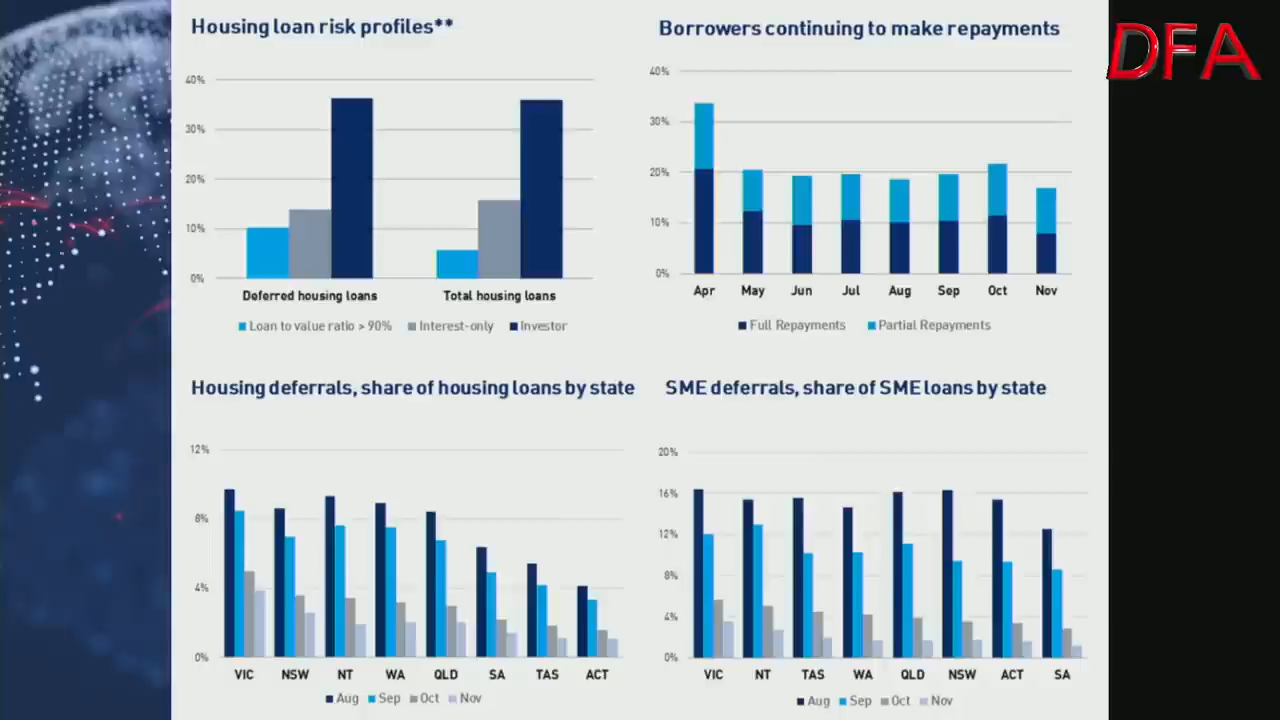 DFA
Housing loan risk profiles**
40%
30%
20%
10%
0%
Deferred housing loans Total housing loans
Loan to value ratio > 90% Interest-only Investor
Borrowers continuing to make repayments
40%
30%
20%
10%
0%
Apr May Jun Jul Aug Sep Oct Nov
Full Repayments Partial Repayments
Housing deferrals, share of housing loans by state
12%
8%
4%
0%
VIC NSW NT WA QLD SA TAS ACT
Aug Sep Oct Nov
SME deferrals, share of SME loans by state
20%
16%
12%
8%
4%
0%
VIC NT TAS WA QLD NSW ACT SA
Aug Sep Oct Nov